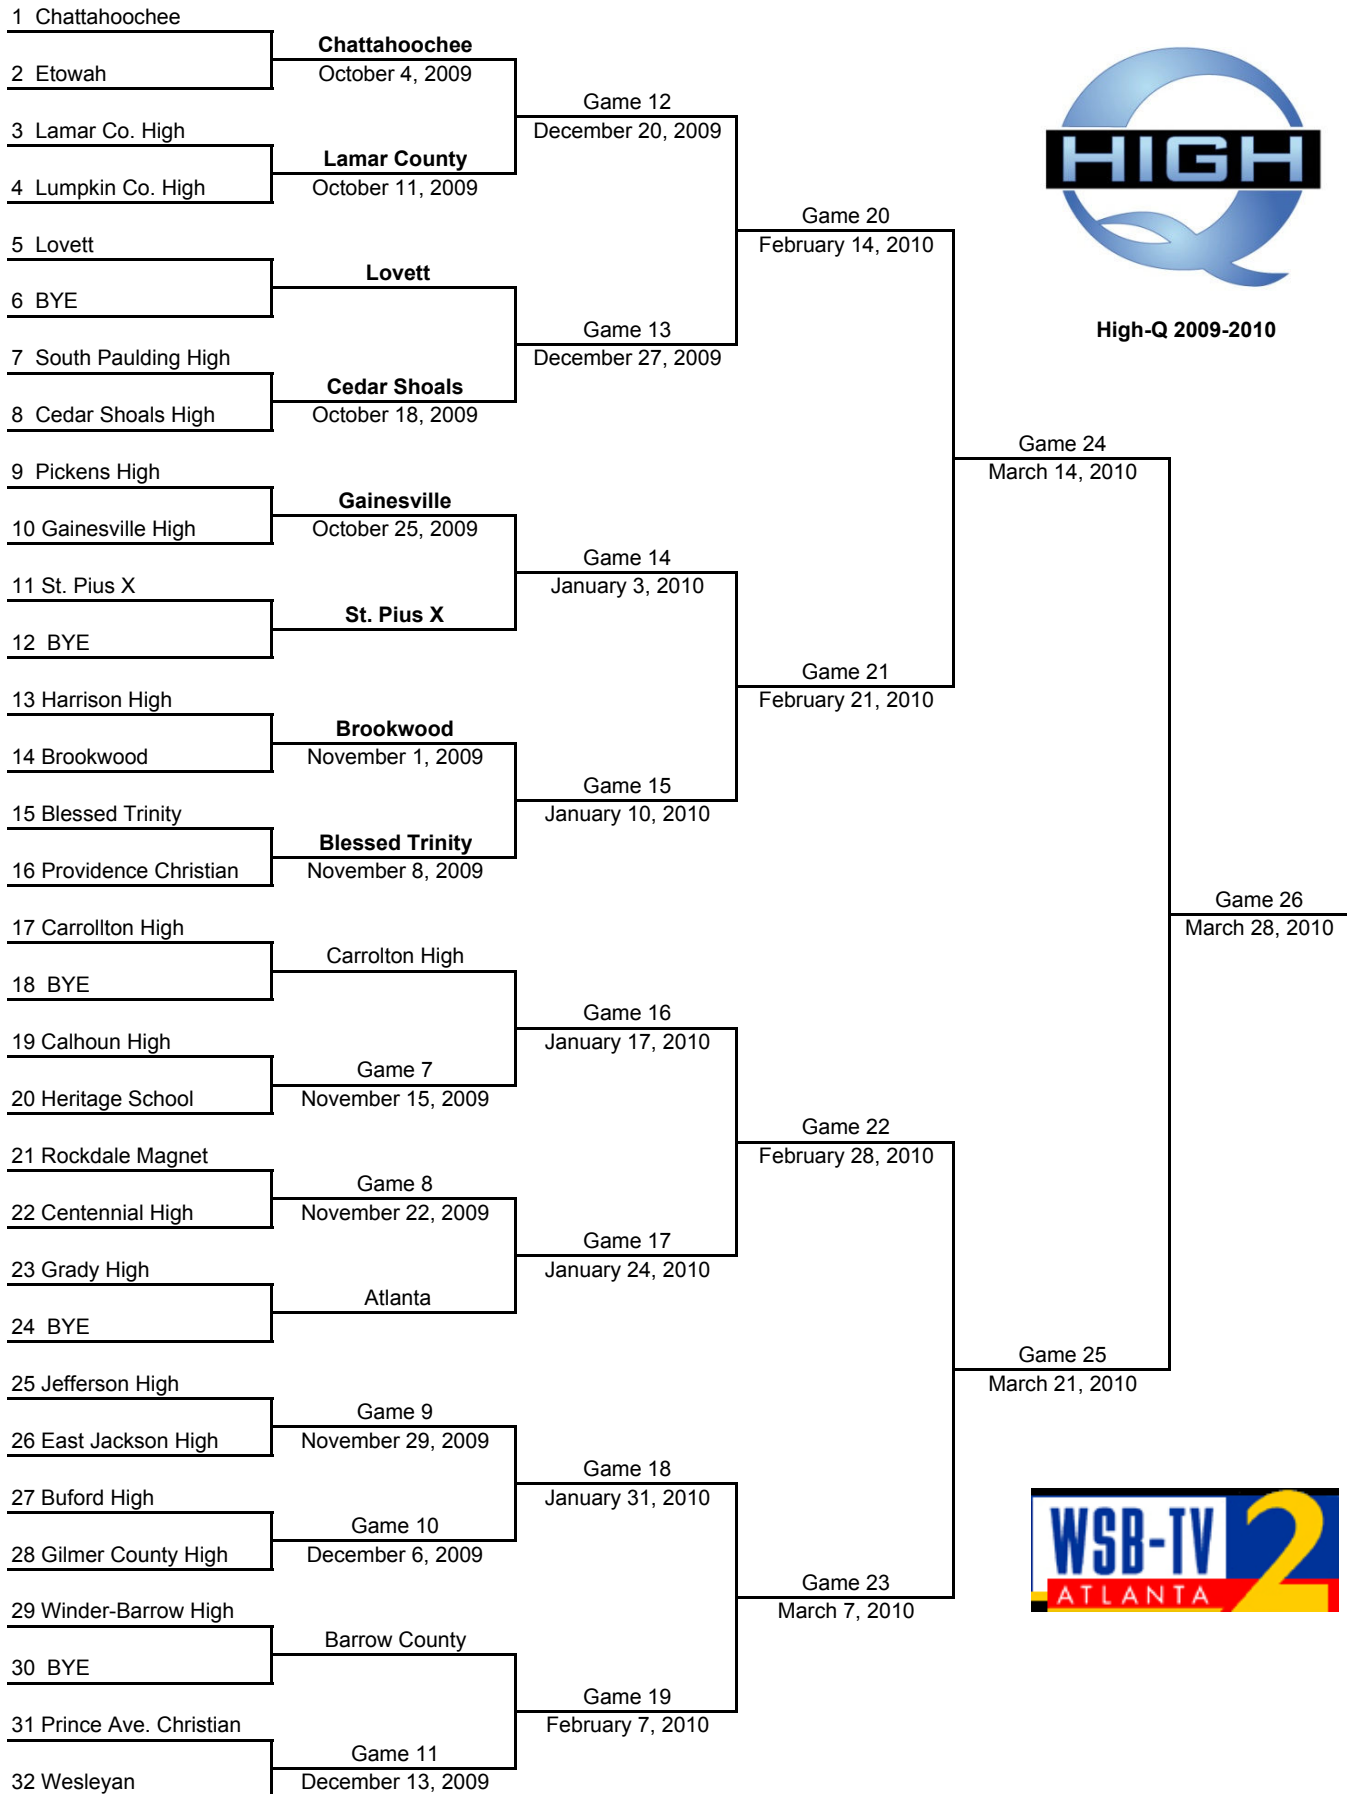 1 Chattahoochee
Chattahoochee
2 Etowah
October 4, 2009
Game 12
3 Lamar Co. High
December 20, 2009
Lamar County
4 Lumpkin Co. High
October 11, 2009
HIGH
Game 20
5 Lovett
February 14, 2010
Lovett
6 BYE
Game 13
High-Q 2009-2010
7 South Paulding High
December 27, 2009
Cedar Shoals
8 Cedar Shoals High
October 18, 2009
Game 24
9 Pickens High
March 14, 2010
Gainesville
10 Gainesville High
October 25, 2009
Game 14
11 St. Pius X
January 3, 2010
St. Pius X
12 BYE
Game 21
13 Harrison High
February 21, 2010
Brookwood
14 Brookwood
November 1, 2009
Game 15
15 Blessed Trinity
January 10, 2010
Blessed Trinity
16 Providence Christian
November 8, 2009
Game 26
17 Carrollton High
March 28, 2010
Carrolton High
18 BYE
Game 16
19 Calhoun High
January 17, 2010
Game 7
20 Heritage School
November 15, 2009
Game 22
21 Rockdale Magnet
February 28, 2010
Game 8
22 Centennial High
November 22, 2009
Game 17
23 Grady High
January 24, 2010
Atlanta
24 BYE
Game 25
25 Jefferson High
March 21, 2010
Game 9
26 East Jackson High
November 29, 2009
Game 18
27 Buford High
January 31, 2010
Game 10
28 Gilmer County High
December 6, 2009
WSB-TV 2
ATLANTA
Game 23
29 Winder-Barrow High
March 7, 2010
Barrow County
30 BYE
Game 19
31 Prince Ave. Christian
February 7, 2010
Game 11
32 Wesleyan
December 13, 2009